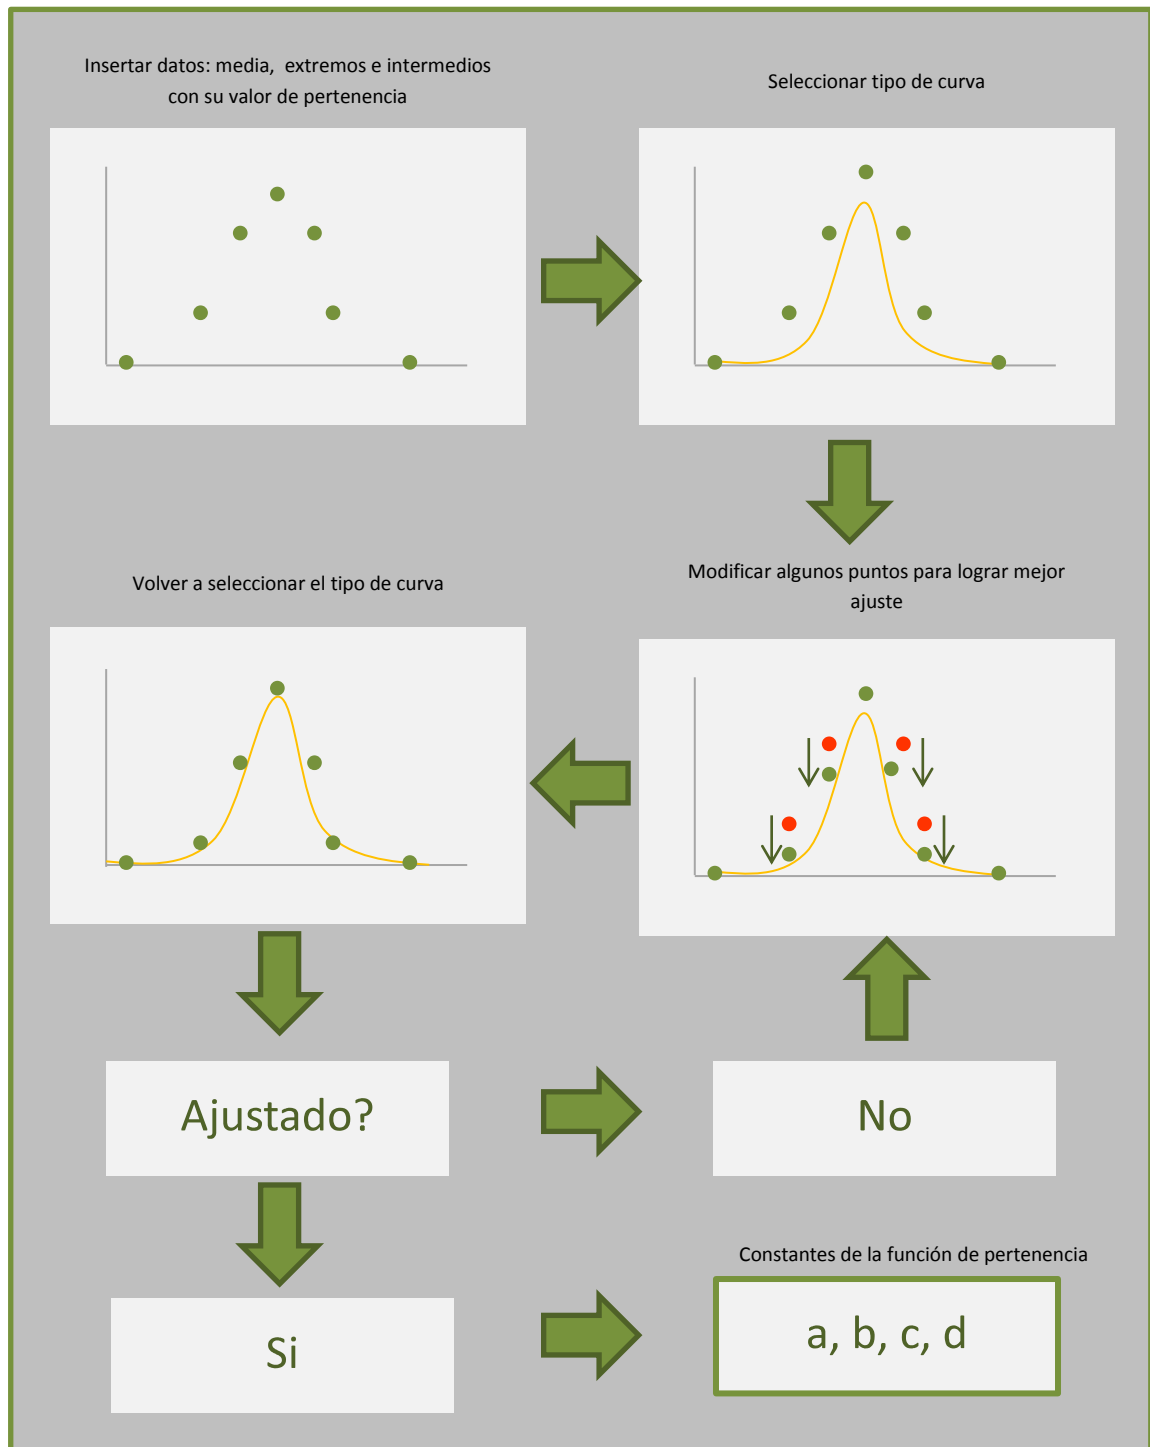 Insertar datos: media, extremos e intermedios
con su valor de pertenencia
Seleccionar tipo de curva
Modificar algunos puntos para lograr mejor
ajuste
Volver a seleccionar el tipo de curva
Ajustado?
No
Si
Constantes de la función de pertenencia
a, b, c, d